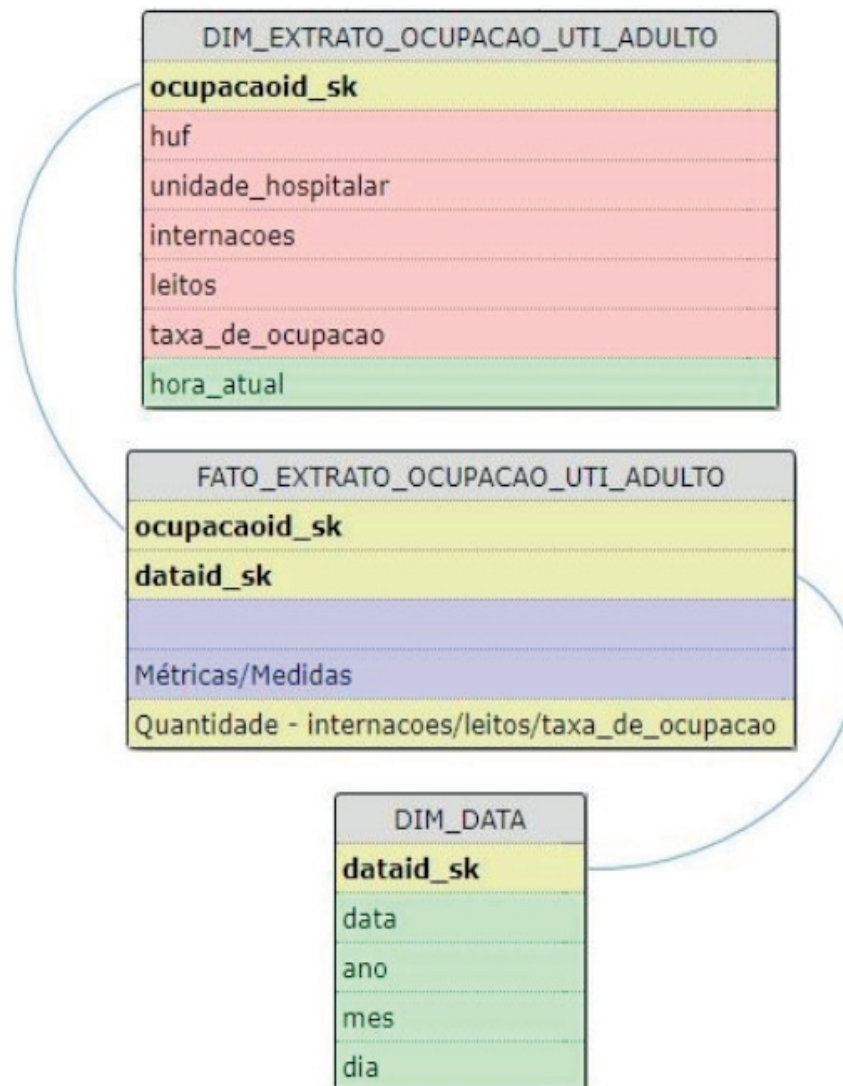 DIM_EXTRATO_OCUPACAO_UTI_ADULTO
ocupacaoid_sk
huf
unidade_hospitalar
internacoes
leitos
taxa_de_ocupacao
hora_atual
FATO_EXTRATO_OCUPACAO_UTI_ADULTO
ocupacaoid_sk
dataid_sk
Métricas/Medidas
Quantidade - internacoes/leitos/taxa_de_ocupacao
DIM_DATA
dataid_sk
data
ano
mes
dia